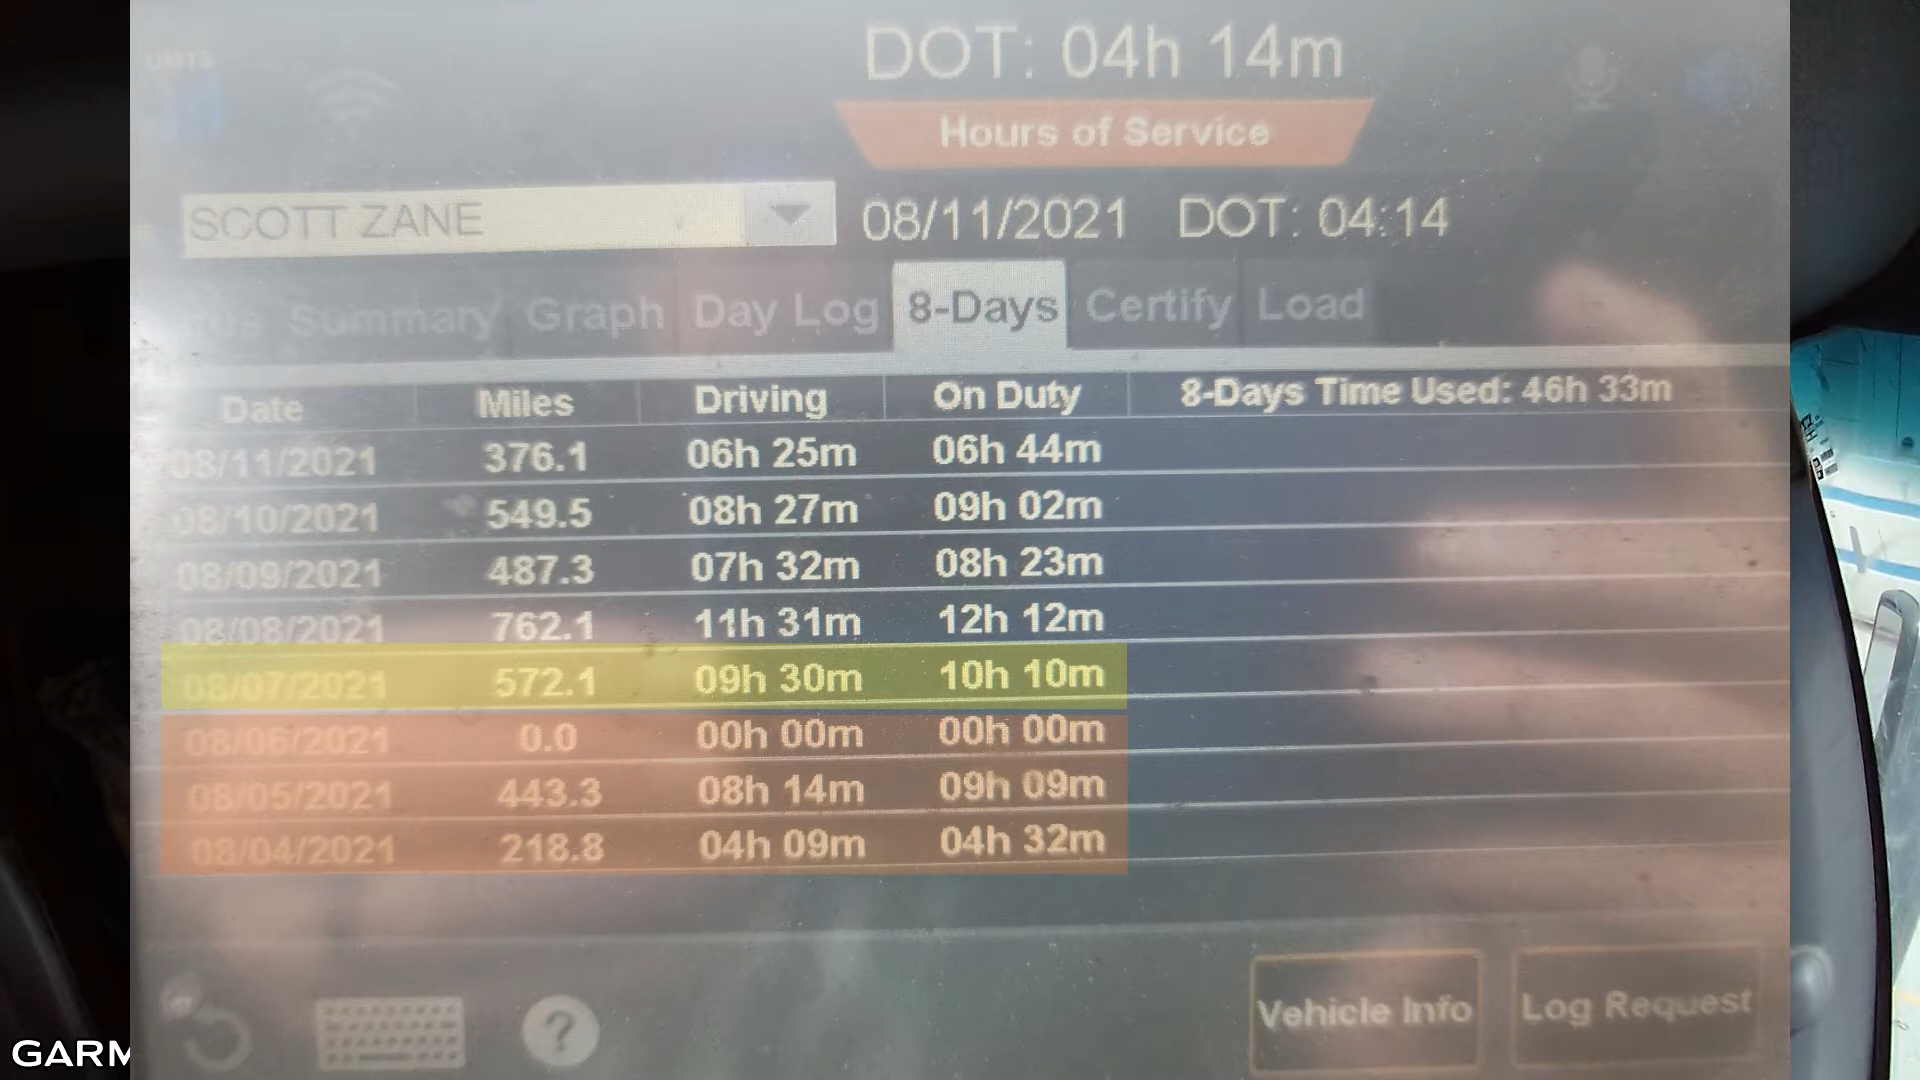 UMTS
DOT: 04h 14m
Hours of Service
SCOTT ZANE 08/11/2021 DOT: 04:14
Summary Graph Day Log 8-Days Certify Load
Date Miles Driving On Duty 8-Days Time Used: 46h 33m
08/11/2021 376.1 06h 25m 06h 44m
08/10/2021 549.5 08h 27m 09h 02m
08/09/2021 487.3 07h 32m 08h 23m
08/08/2021 762.1 11h 31m 12h 12m
08/07/2021 572.1 09h 30m 10h 10m
08/06/2021 0.0 00h 00m 00h 00m
08/05/2021 443.3 08h 14m 09h 09m
08/04/2021 218.8 04h 09m 04h 32m
? Vehicle Info Log Request
GARM